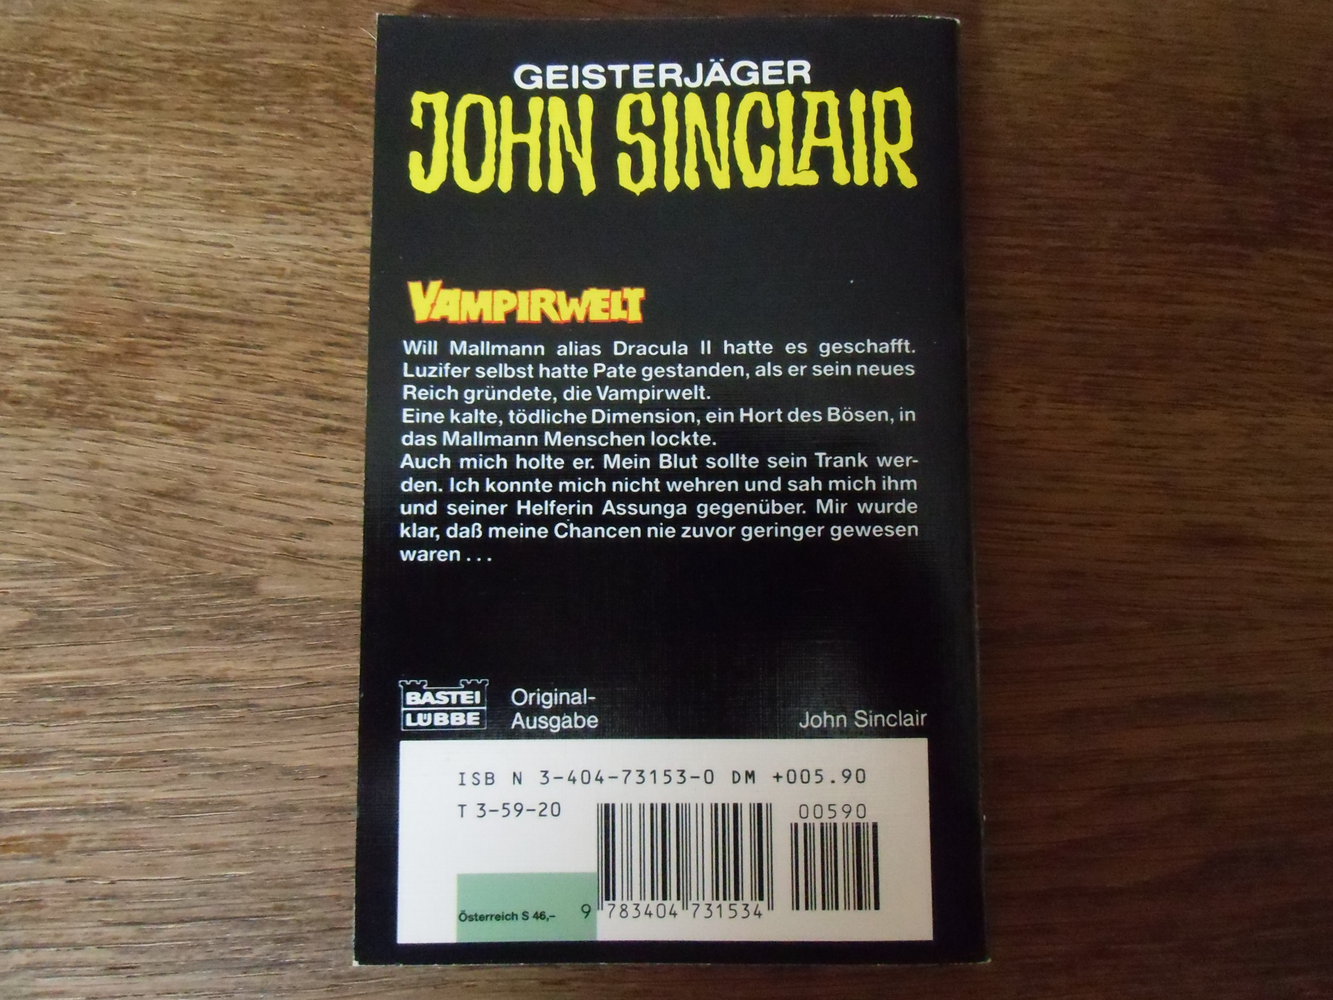 GEISTERJÄGER
JOHN SINCLAIR
VAMPIRWELT
Will Mallmann alias Dracula II hatte es geschafft.
Luzifer selbst hatte Pate gestanden, als er sein neues
Reich gründete, die Vampirwelt.
Eine kalte, tödliche Dimension, ein Hort des Bösen, in
das Mallmann Menschen lockte.
Auch mich holte er. Mein Blut sollte sein Trank wer-
den. Ich konnte mich nicht wehren und sah mich ihm
und seiner Helferin Assunga gegenüber. Mir wurde
klar, daß meine Chancen nie zuvor geringer gewesen
waren . . .
BASTEI
LÜBBE
Original-
Ausgabe
John Sinclair
ISB N 3-404-73153-0 DM +005.90
T 3-59-20
00590
Österreich S 46,–
9 783404 731534